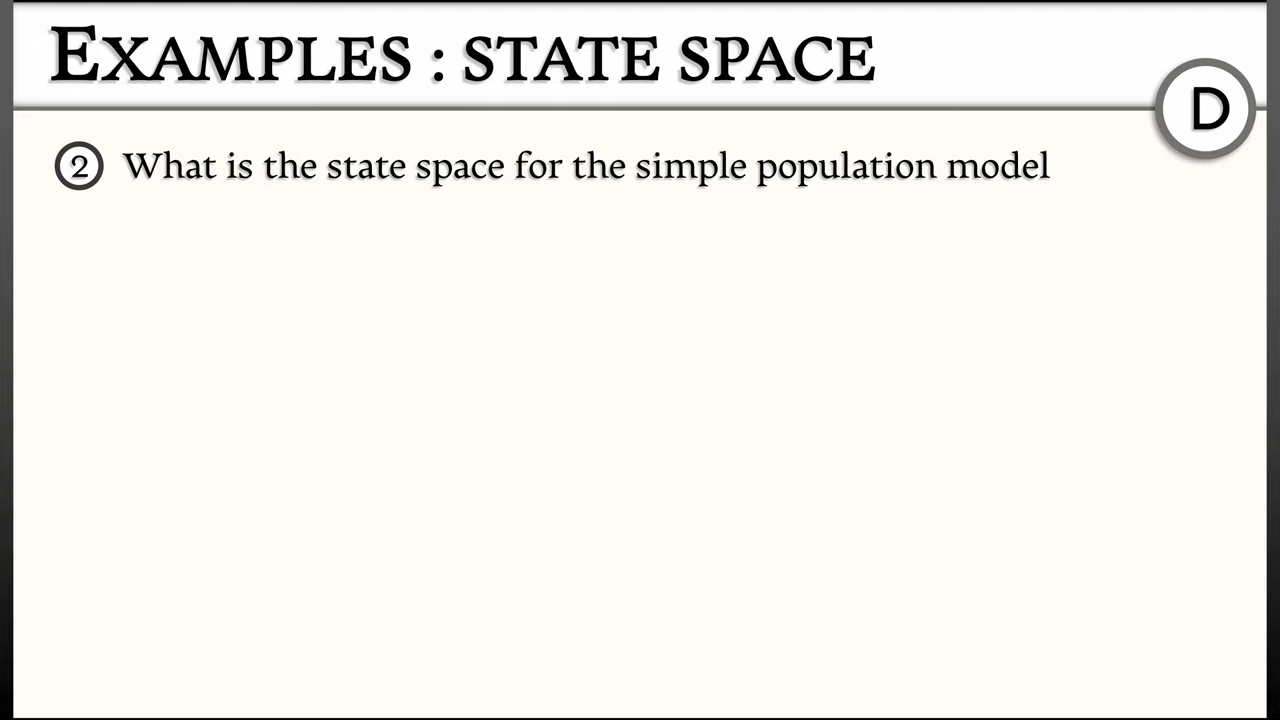 EXAMPLES : STATE SPACE
D
2 What is the state space for the simple population model